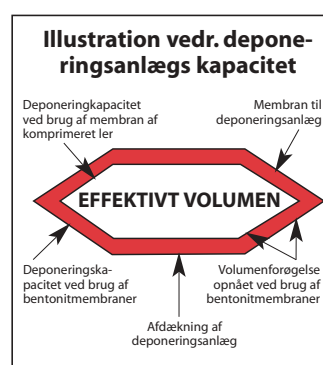 Illustration vedr. depone-
ringsanlægs kapacitet
Deponeringkapacitet
ved brug af membran af
komprimeret ler
Membran til
deponeringsanlæg
EFFEKTIVT VOLUMEN
Deponeringska-
pacitet ved brug af
bentonitmembraner
Volumenforøgelse
opnået ved brug af
bentonitmembraner
Afdækning af
deponeringsanlæg